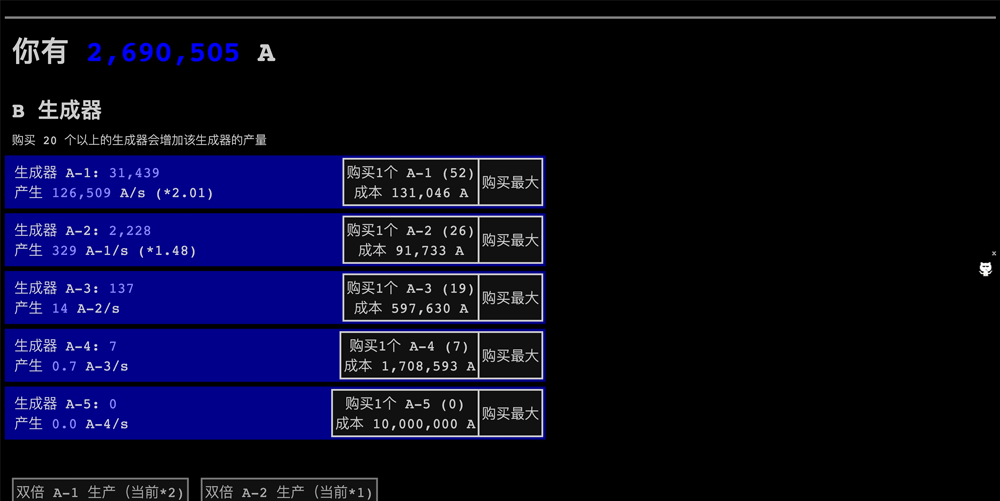 你有 2,690,505 A
B 生成器
购买 20 个以上的生成器会增加该生成器的产量
生成器 A-1: 31,439
产生 126,509 A/s (*2.01)
购买1个 A-1 (52)
成本 131,046 A
购买最大
生成器 A-2: 2,228
产生 329 A-1/s (*1.48)
购买1个 A-2 (26)
成本 91,733 A
购买最大
生成器 A-3: 137
产生 14 A-2/s
购买1个 A-3 (19)
成本 597,630 A
购买最大
生成器 A-4: 7
产生 0.7 A-3/s
购买1个 A-4 (7)
成本 1,708,593 A
购买最大
生成器 A-5: 0
产生 0.0 A-4/s
购买1个 A-5 (0)
成本 10,000,000 A
购买最大
x
双倍 A-1 生产 (当前*2)
双倍 A-2 生产 (当前*1)